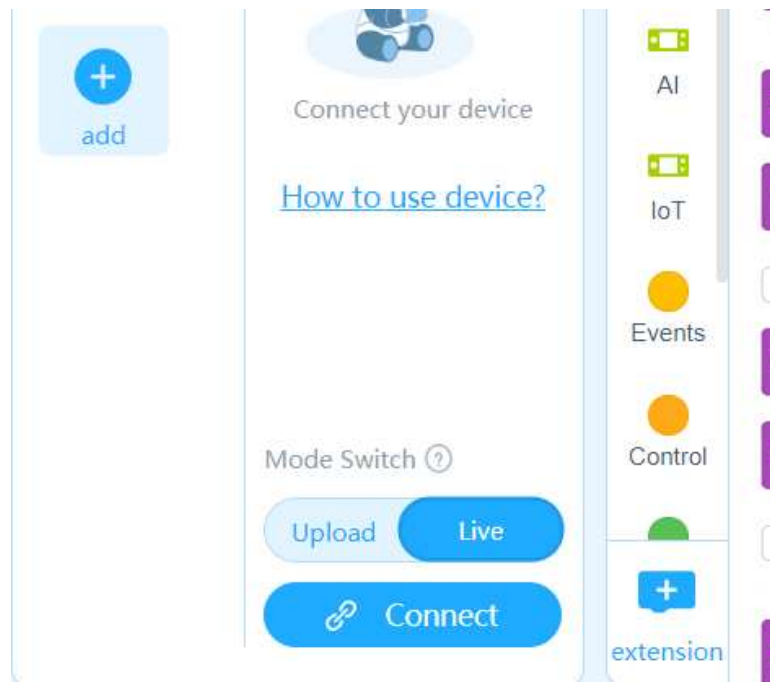 add
Connect your device
How to use device?
Mode Switch ?
Upload
Live
Connect
AI
IoT
Events
Control
extension